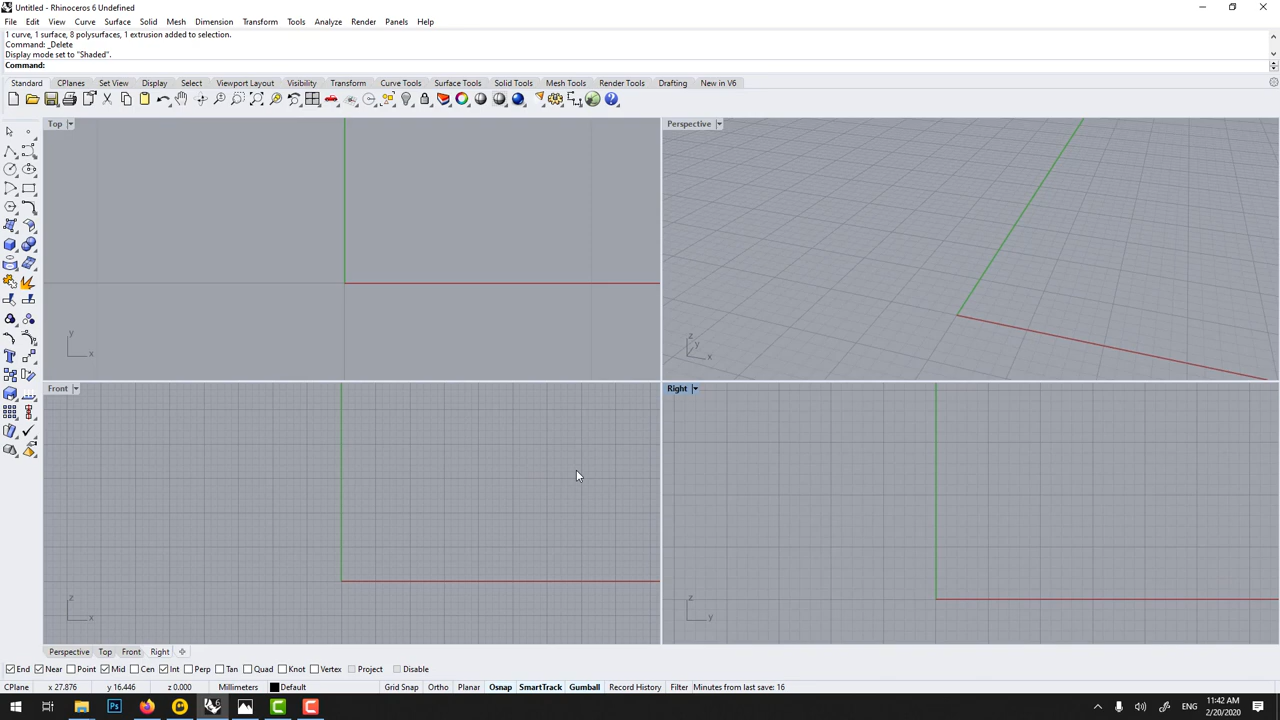 Untitled - Rhinoceros 6 Undefined
File Edit View Curve Surface Solid Mesh Dimension Transform Tools Analyze Render Panels Help
1 curve, 1 surface, 8 polysurfaces, 1 extrusion added to selection.
Command: _Delete
Display mode set to "Shaded".
Command:
Standard CPlanes Set View Display Select Viewport Layout Visibility Transform Curve Tools Surface Tools Solid Tools Mesh Tools Render Tools Drafting New in V6
Top
Perspective
y
x
z
y
x
Front
Right
z
x
z
y
Perspective Top Front Right
End Near Point Mid Cen Int Perp Tan Quad Knot Vertex Project Disable
CPlane x 27.876 y 16.446 z 0.000 Millimeters Default Grid Snap Ortho Planar Osnap SmartTrack Gumball Record History Filter Minutes from last save: 16
Ps
6
C
C
ENG
11:42 AM
2/20/2020